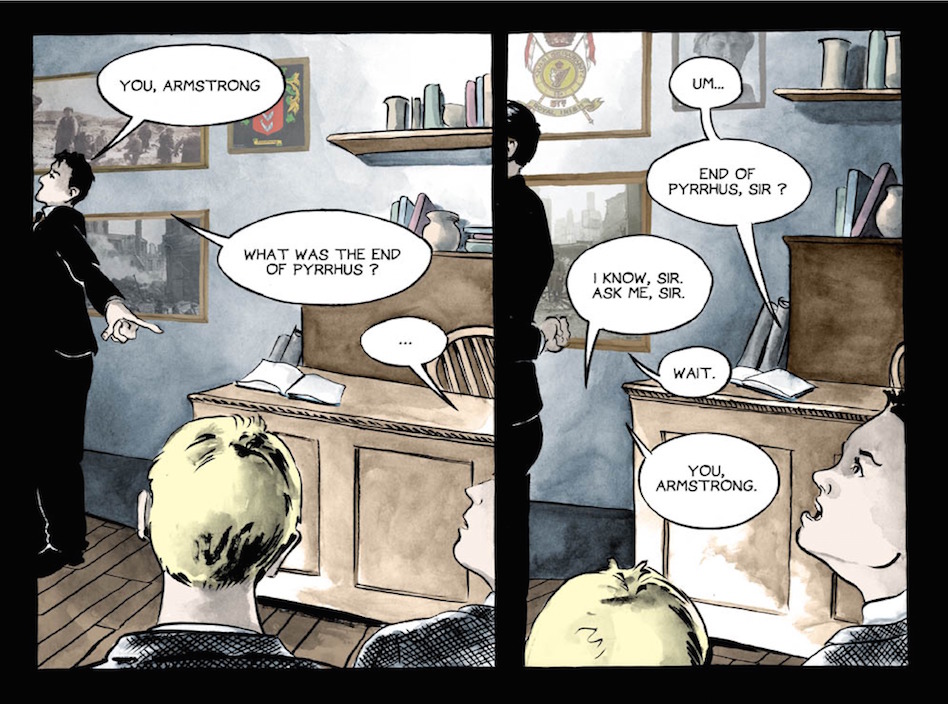 YOU, ARMSTRONG
WHAT WAS THE END
OF PYRRHUS ?
...
UM...
END OF
PYRRHUS, SIR ?
I KNOW, SIR.
ASK ME, SIR.
WAIT.
YOU,
ARMSTRONG.